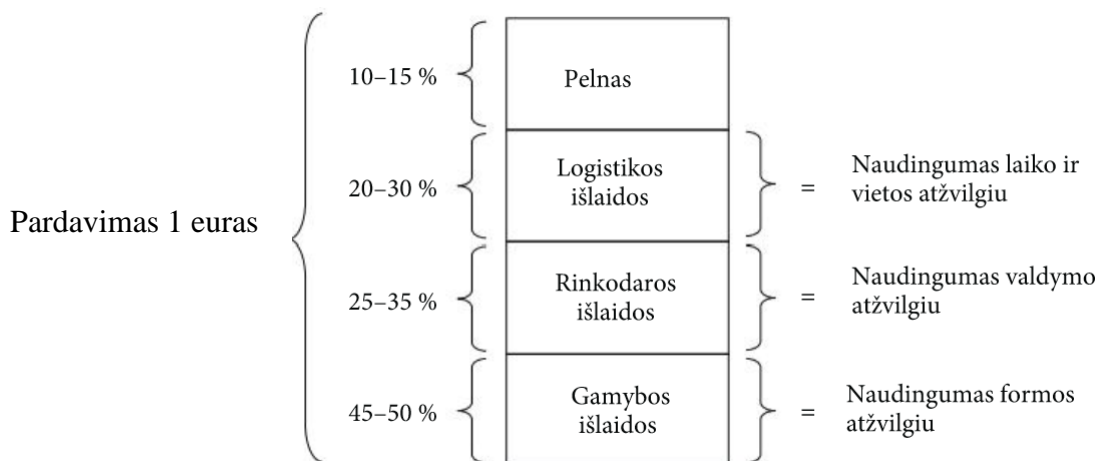 10–15 %
Pelnas
20–30 %
Logistikos
išlaidos
=
Naudingumas laiko ir
vietos atžvilgiu
Pardavimas 1 euras
25–35 %
Rinkodaros
išlaidos
=
Naudingumas valdymo
atžvilgiu
45–50 %
Gamybos
išlaidos
=
Naudingumas formos
atžvilgiu